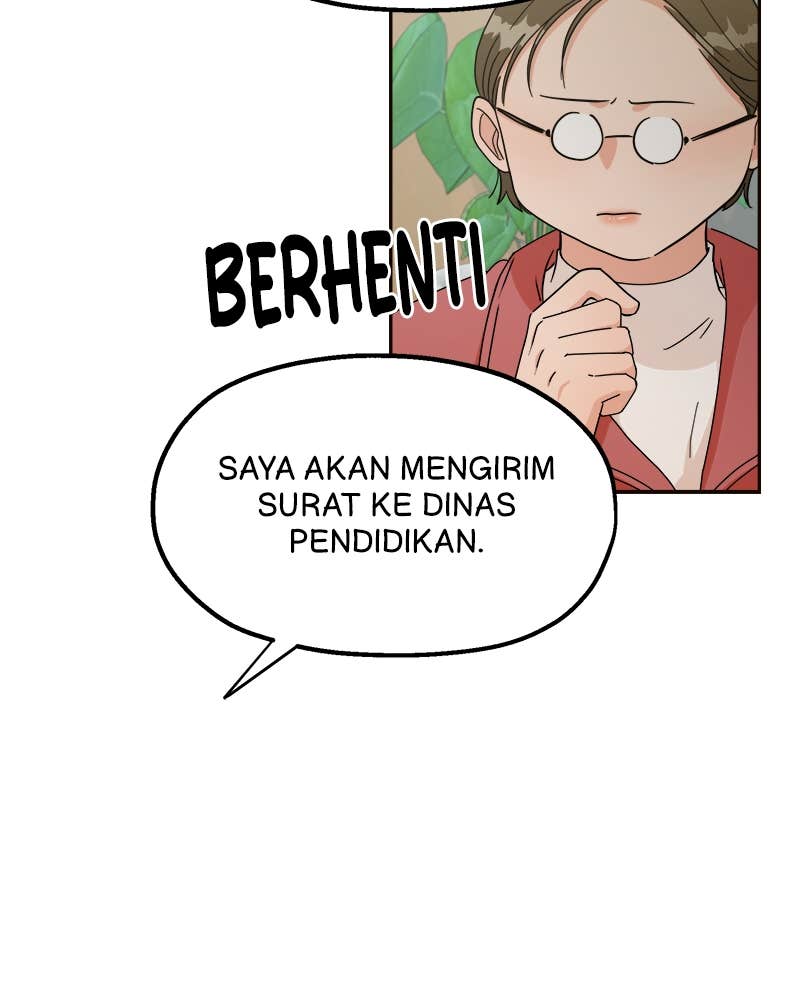 BERHENTI
SAYA AKAN MENGIRIM
SURAT KE DINAS
PENDIDIKAN.